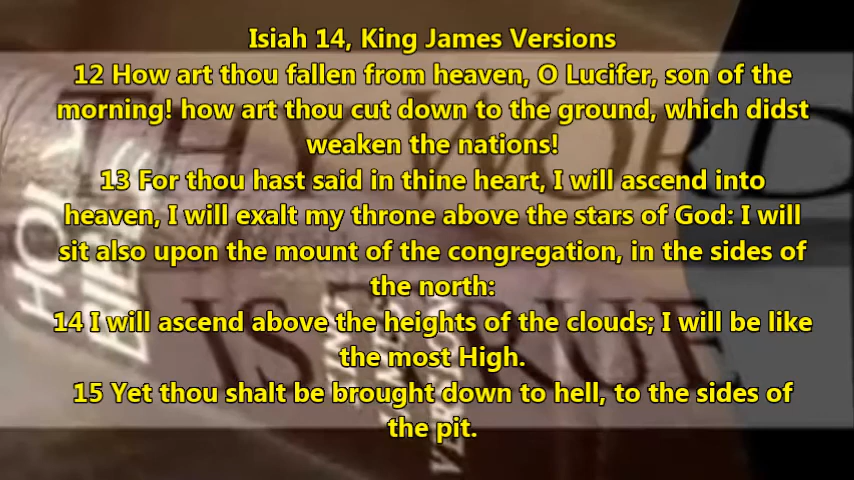 Isiah 14, King James Versions
12 How art thou fallen from heaven, O Lucifer, son of the
morning! how art thou cut down to the ground, which didst
weaken the nations!
13 For thou hast said in thine heart, I will ascend into
heaven, I will exalt my throne above the stars of God: I will
sit also upon the mount of the congregation, in the sides of
the north:
14 I will ascend above the heights of the clouds; I will be like
the most High.
15 Yet thou shalt be brought down to hell, to the sides of
the pit.
THY WORD
IS TRUE
HOLY